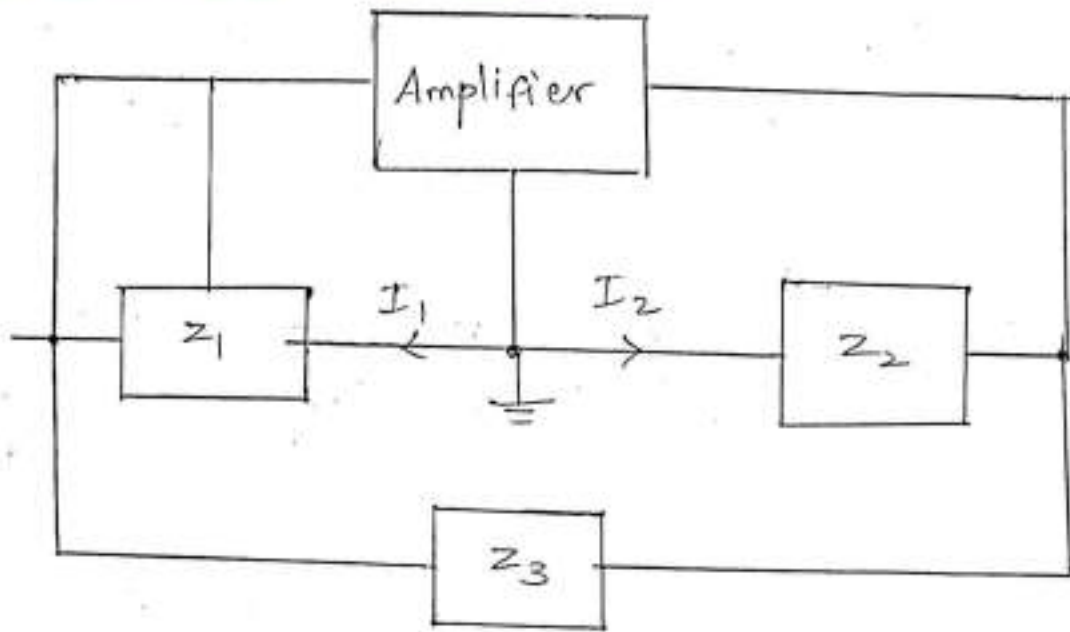 Amplifier
I₁ I₂
Z₁
Z₂
Z₃